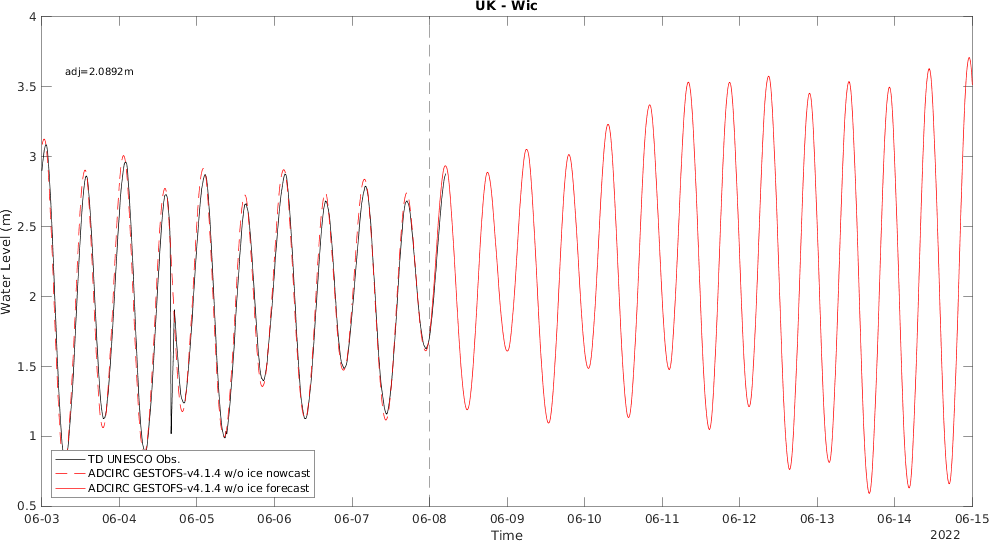 UK - Wic
adj=2.0892m
Water Level (m)
4
3.5
3
2.5
2
1.5
1
0.5
TD UNESCO Obs.
ADCIRC GESTOFS-v4.1.4 w/o ice nowcast
ADCIRC GESTOFS-v4.1.4 w/o ice forecast
06-03 06-04 06-05 06-06 06-07 06-08 06-09 06-10 06-11 06-12 06-13 06-14 06-15
Time
2022